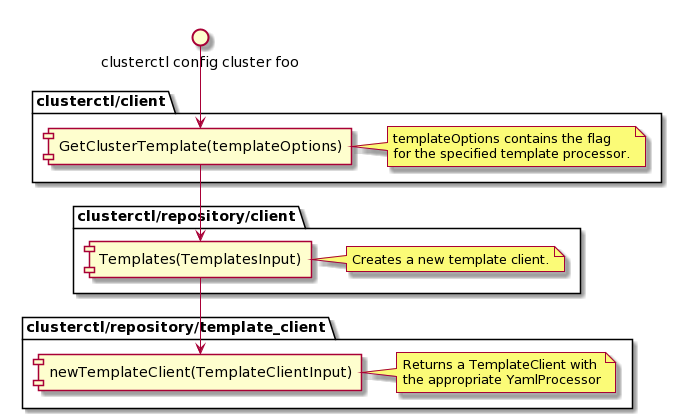 clusterctl config cluster foo
clusterctl/client
GetClusterTemplate(templateOptions)
templateOptions contains the flag
for the specified template processor.
clusterctl/repository/client
Templates(TemplatesInput)
Creates a new template client.
clusterctl/repository/template_client
newTemplateClient(TemplateClientInput)
Returns a TemplateClient with
the appropriate YamlProcessor